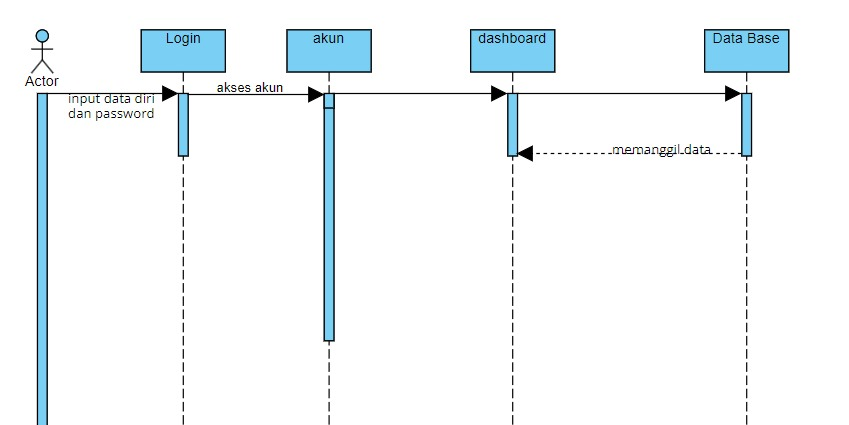 Login
akun
dashboard
Data Base
Actor
input data diri
dan password
akses akun
memanggil data